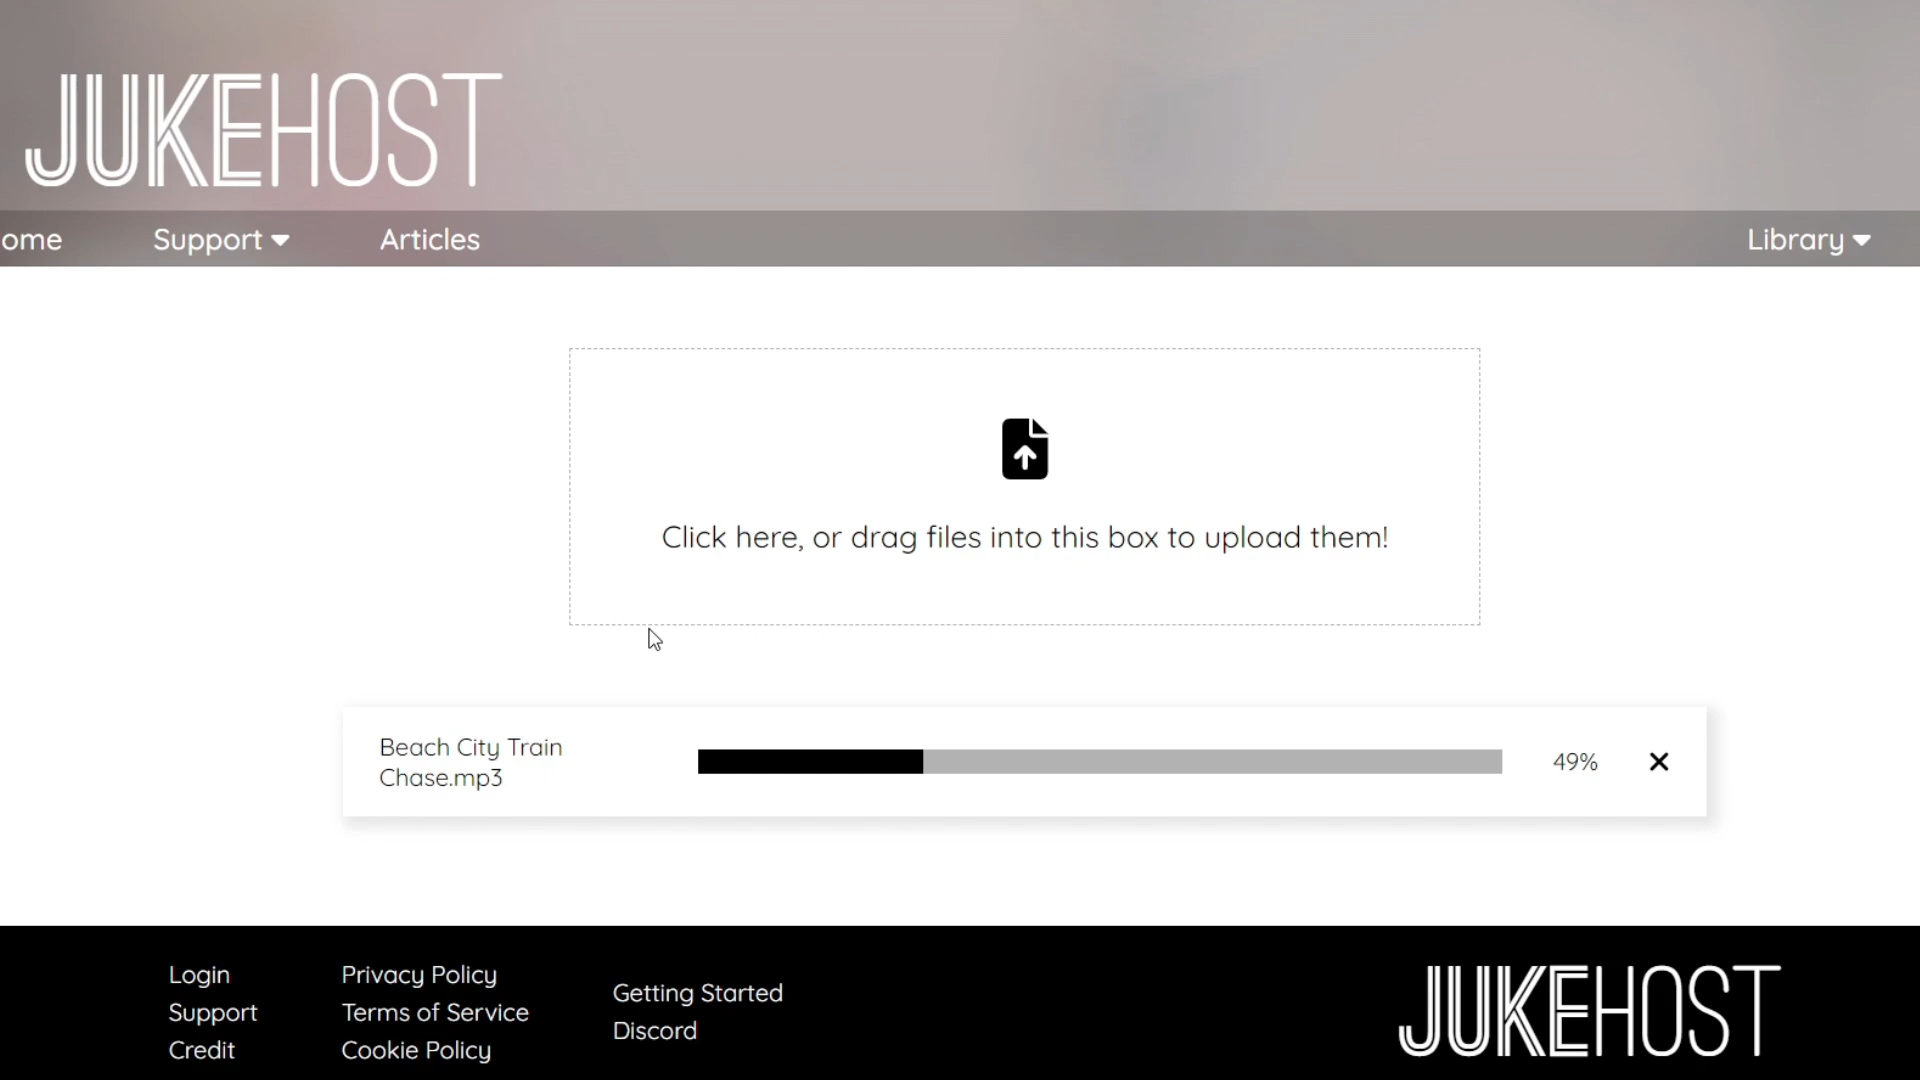 JUKEHOST
ome
Support
Articles
Library
Click here, or drag files into this box to upload them!
Beach City Train
Chase.mp3
49%
Login
Support
Credit
Privacy Policy
Terms of Service
Cookie Policy
Getting Started
Discord
JUKEHOST